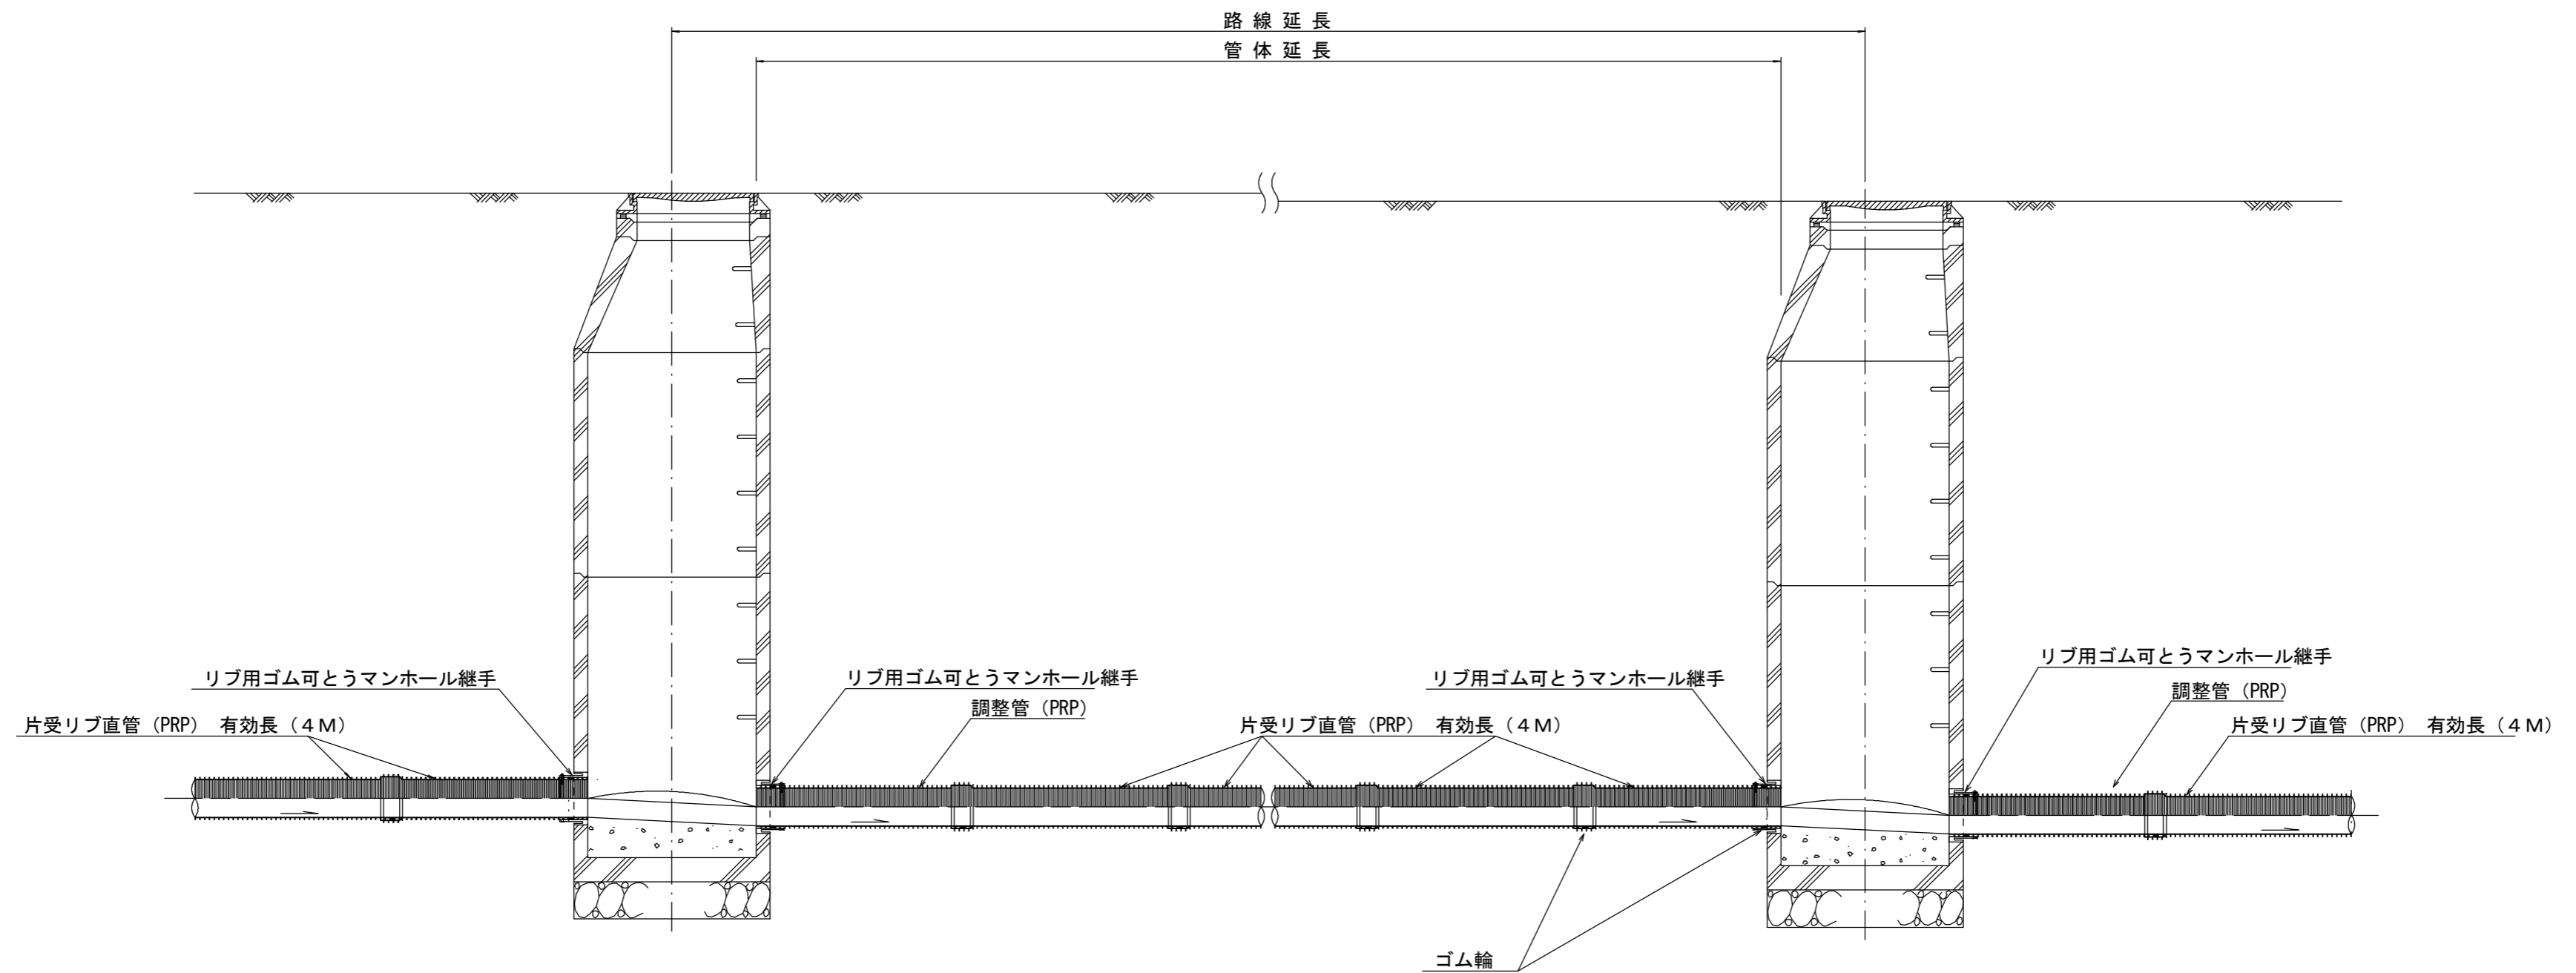 路線延長
管体延長
リブ用ゴム可とうマンホール継手
リブ用ゴム可とうマンホール継手
リブ用ゴム可とうマンホール継手
リブ用ゴム可とうマンホール継手
調整管（PRP）
調整管（PRP）
片受リブ直管（PRP） 有効長（４Ｍ）
片受リブ直管（PRP） 有効長（４Ｍ）
片受リブ直管（PRP） 有効長（４Ｍ）
ゴム輪